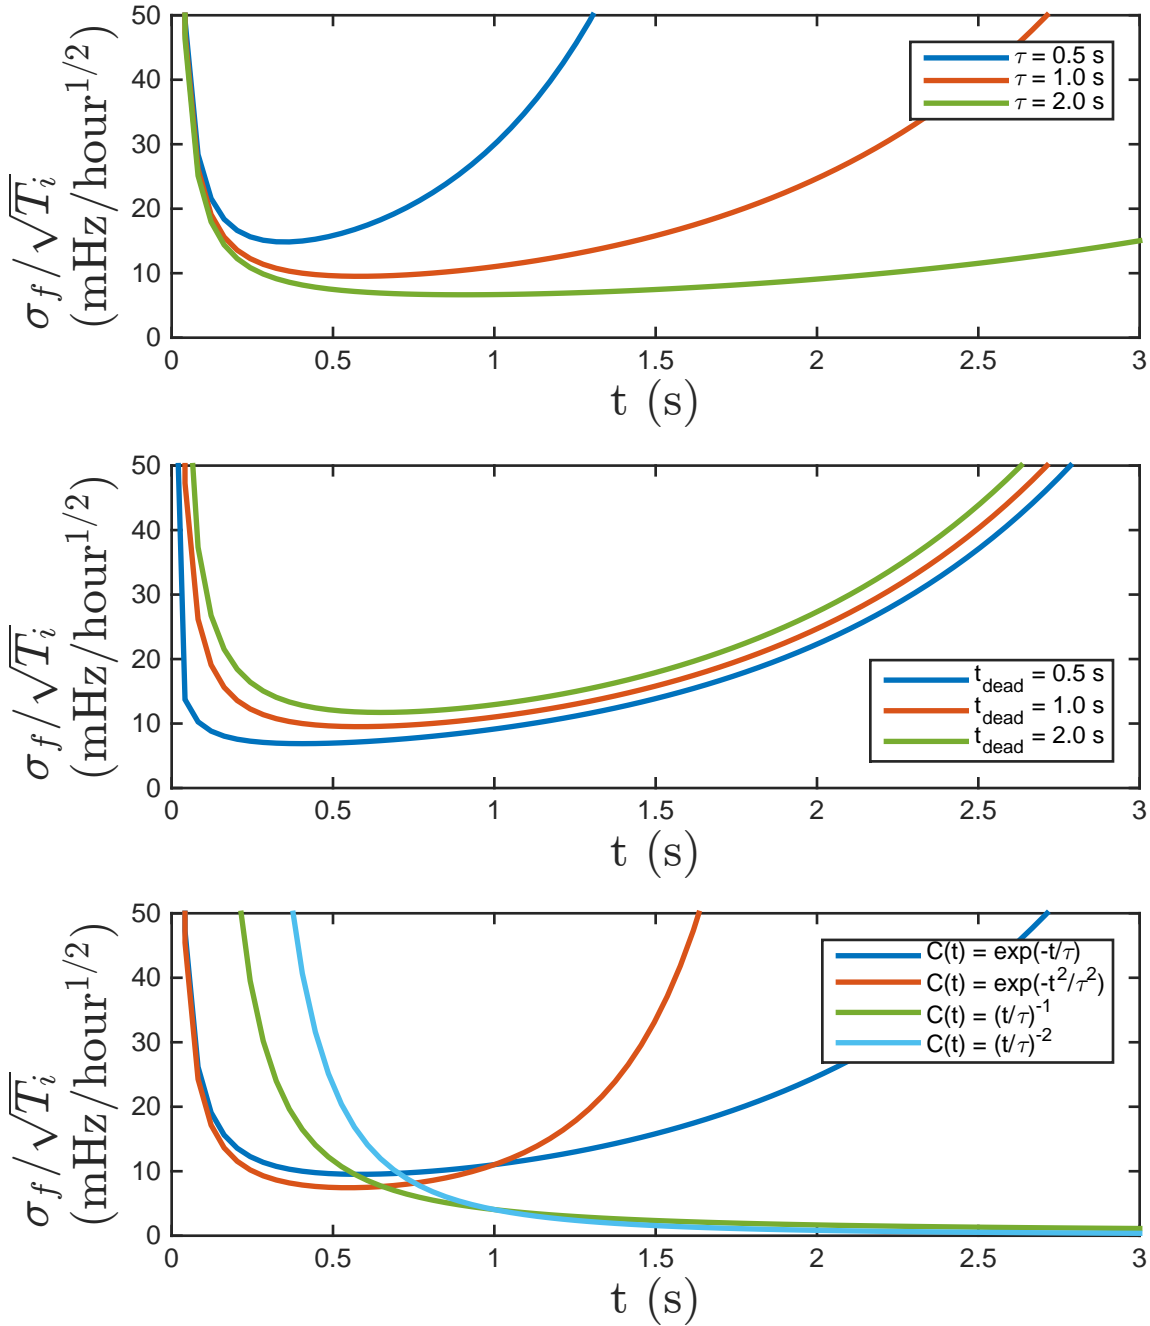 50
40
30
20
10
0
σ_f/√T_i
(mHz/hour^{1/2})
τ = 0.5 s
τ = 1.0 s
τ = 2.0 s
0 0.5 1 1.5 2 2.5 3
t (s)
50
40
30
20
10
0
σ_f/√T_i
(mHz/hour^{1/2})
t_dead = 0.5 s
t_dead = 1.0 s
t_dead = 2.0 s
0 0.5 1 1.5 2 2.5 3
t (s)
50
40
30
20
10
0
σ_f/√T_i
(mHz/hour^{1/2})
C(t) = exp(-t/τ)
C(t) = exp(-t²/τ²)
C(t) = (t/τ)⁻¹
C(t) = (t/τ)⁻²
0 0.5 1 1.5 2 2.5 3
t (s)